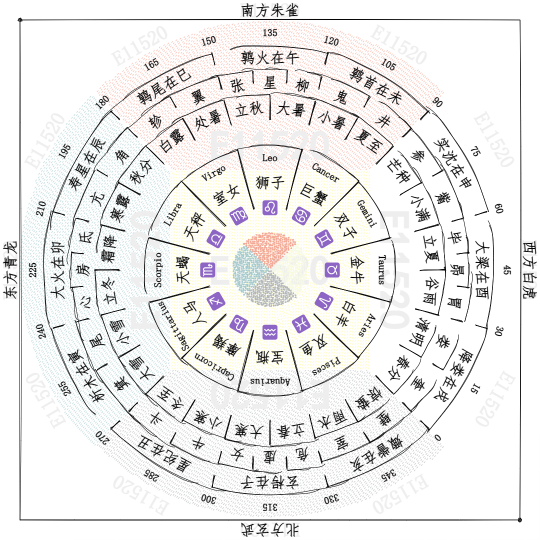 南方朱雀
西方白虎
北方玄武
东方青龙
135
120
105
90
75
60
45
30
15
0
345
330
315
300
285
270
255
240
225
210
195
180
165
150
鹑火在午
鹑首在未
实沈在申
大梁在酉
降娄在戌
娵訾在亥
玄枵在子
星纪在丑
析木在寅
大火在卯
寿星在辰
鹑尾在巳
星
柳
鬼
井
参
觜
毕
昴
胃
娄
奎
壁
室
危
虚
女
牛
斗
箕
尾
心
房
氐
亢
角
轸
翼
张
大暑
小暑
夏至
芒种
小满
立夏
谷雨
清明
春分
惊蛰
雨水
立春
大寒
小寒
冬至
大雪
小雪
立冬
霜降
寒露
秋分
白露
处暑
立秋
Leo
Cancer
Gemini
Taurus
Aries
Pisces
Aquarius
Capricorn
Sagittarius
Scorpio
Libra
Virgo
狮子
巨蟹
双子
金牛
白羊
双鱼
宝瓶
摩羯
人马
天蝎
天秤
室女
♌
♋
♊
♉
♈
♓
♒
♑
♐
♏
♎
♍
E11520
E11520
E11520
E11520
E11520
E11520
E11520
E11520
E11520
E11520
E11520
E11520
E11520